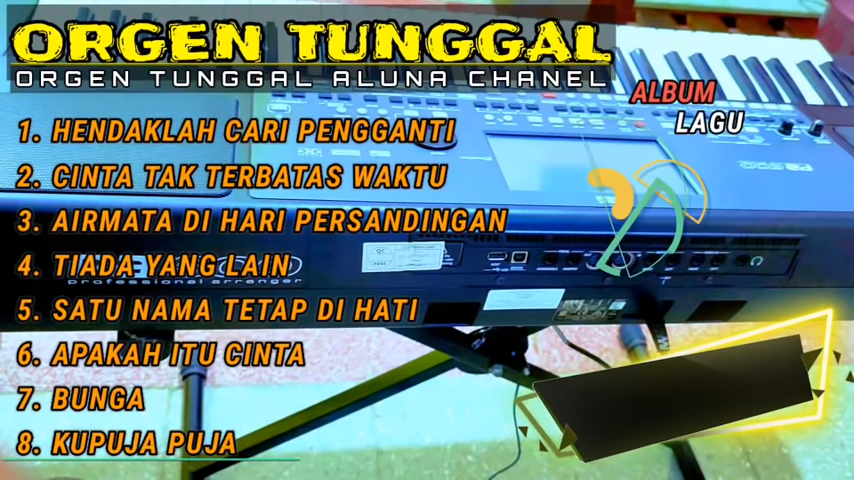 ORGEN TUNGGAL
ORGEN TUNGGAL ALUNA CHANEL
ALBUM
LAGU
1. HENDAKLAH CARI PENGGANTI
2. CINTA TAK TERBATAS WAKTU
3. AIRMATA DI HARI PERSANDINGAN
4. TIADA YANG LAIN
professional arranger
5. SATU NAMA TETAP DI HATI
6. APAKAH ITU CINTA
7. BUNGA
8. KUPUJA PUJA